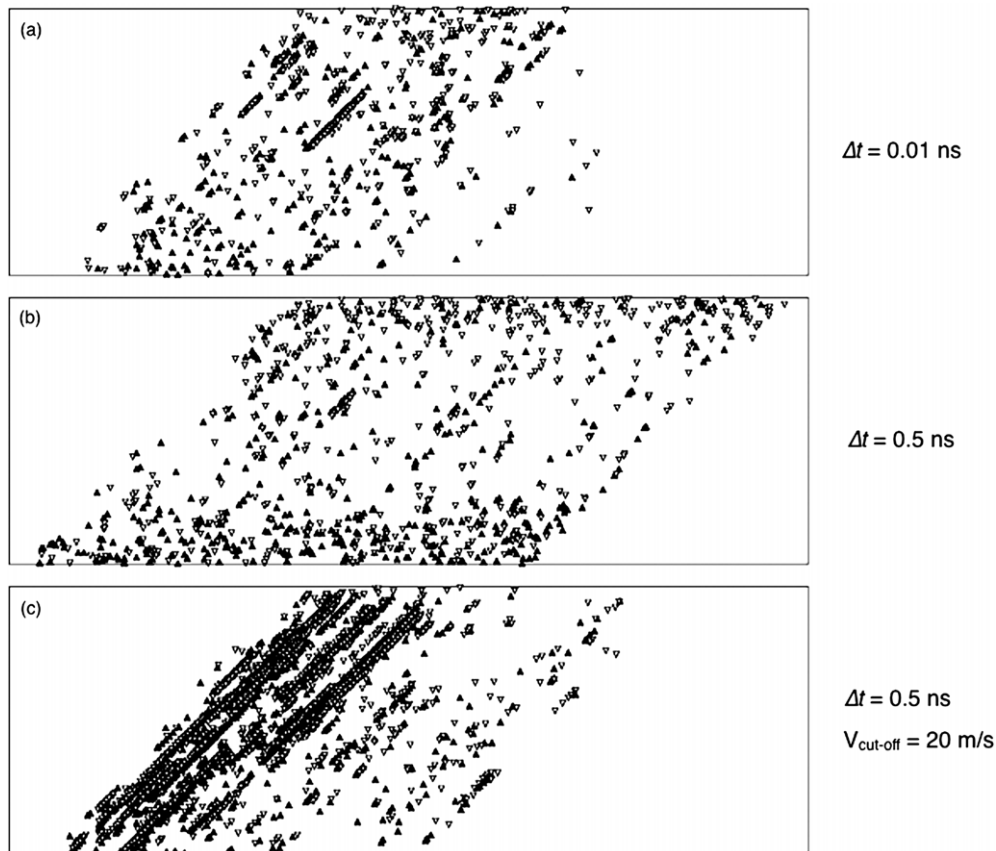 (a)
Δt = 0.01 ns
(b)
Δt = 0.5 ns
(c)
Δt = 0.5 ns
Vcut-off = 20 m/s